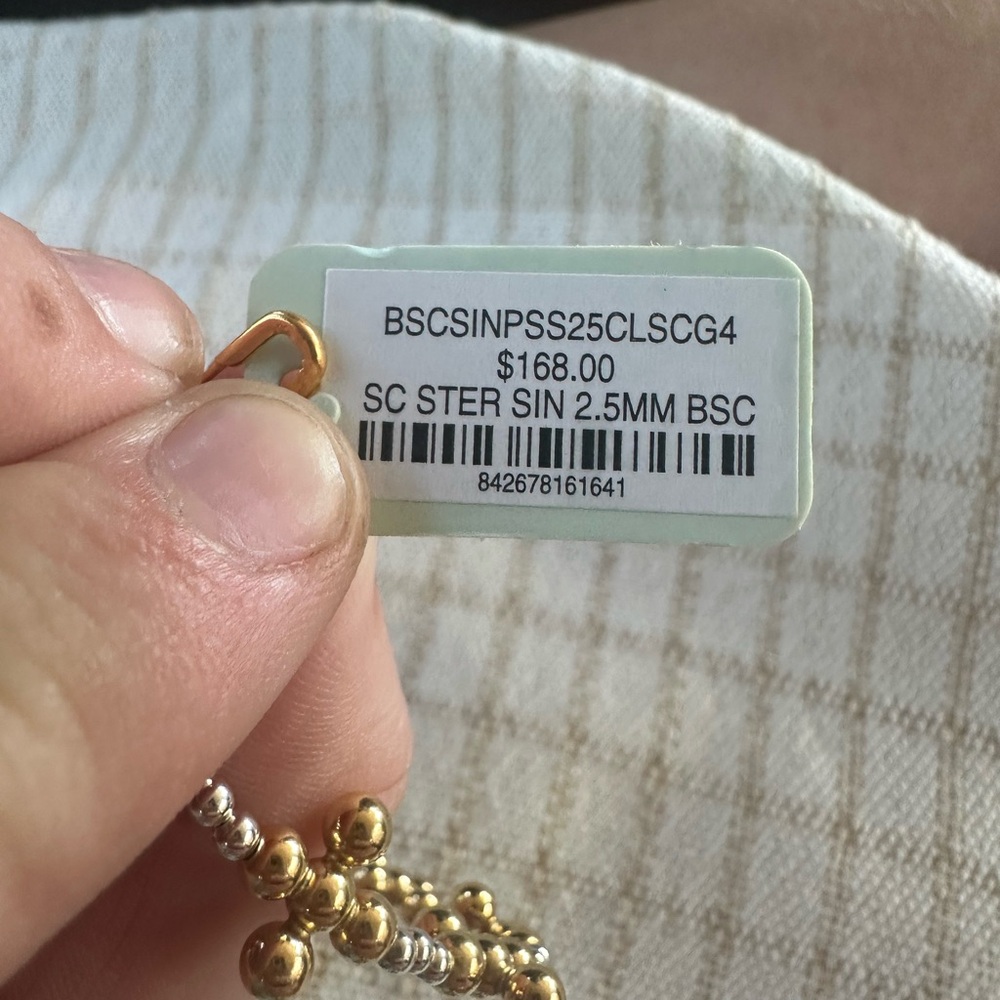 BSCSINPSS25CLSCG4
$168.00
SC STER SIN 2.5MM BSC
842678161641